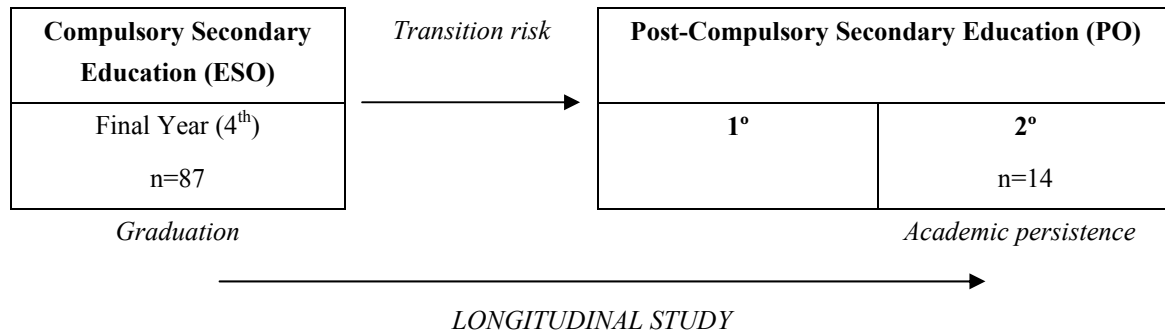 Compulsory Secondary
Education (ESO)
Transition risk
Post-Compulsory Secondary Education (PO)
Final Year (4th)
n=87
1º
2º
n=14
Graduation
Academic persistence
LONGITUDINAL STUDY